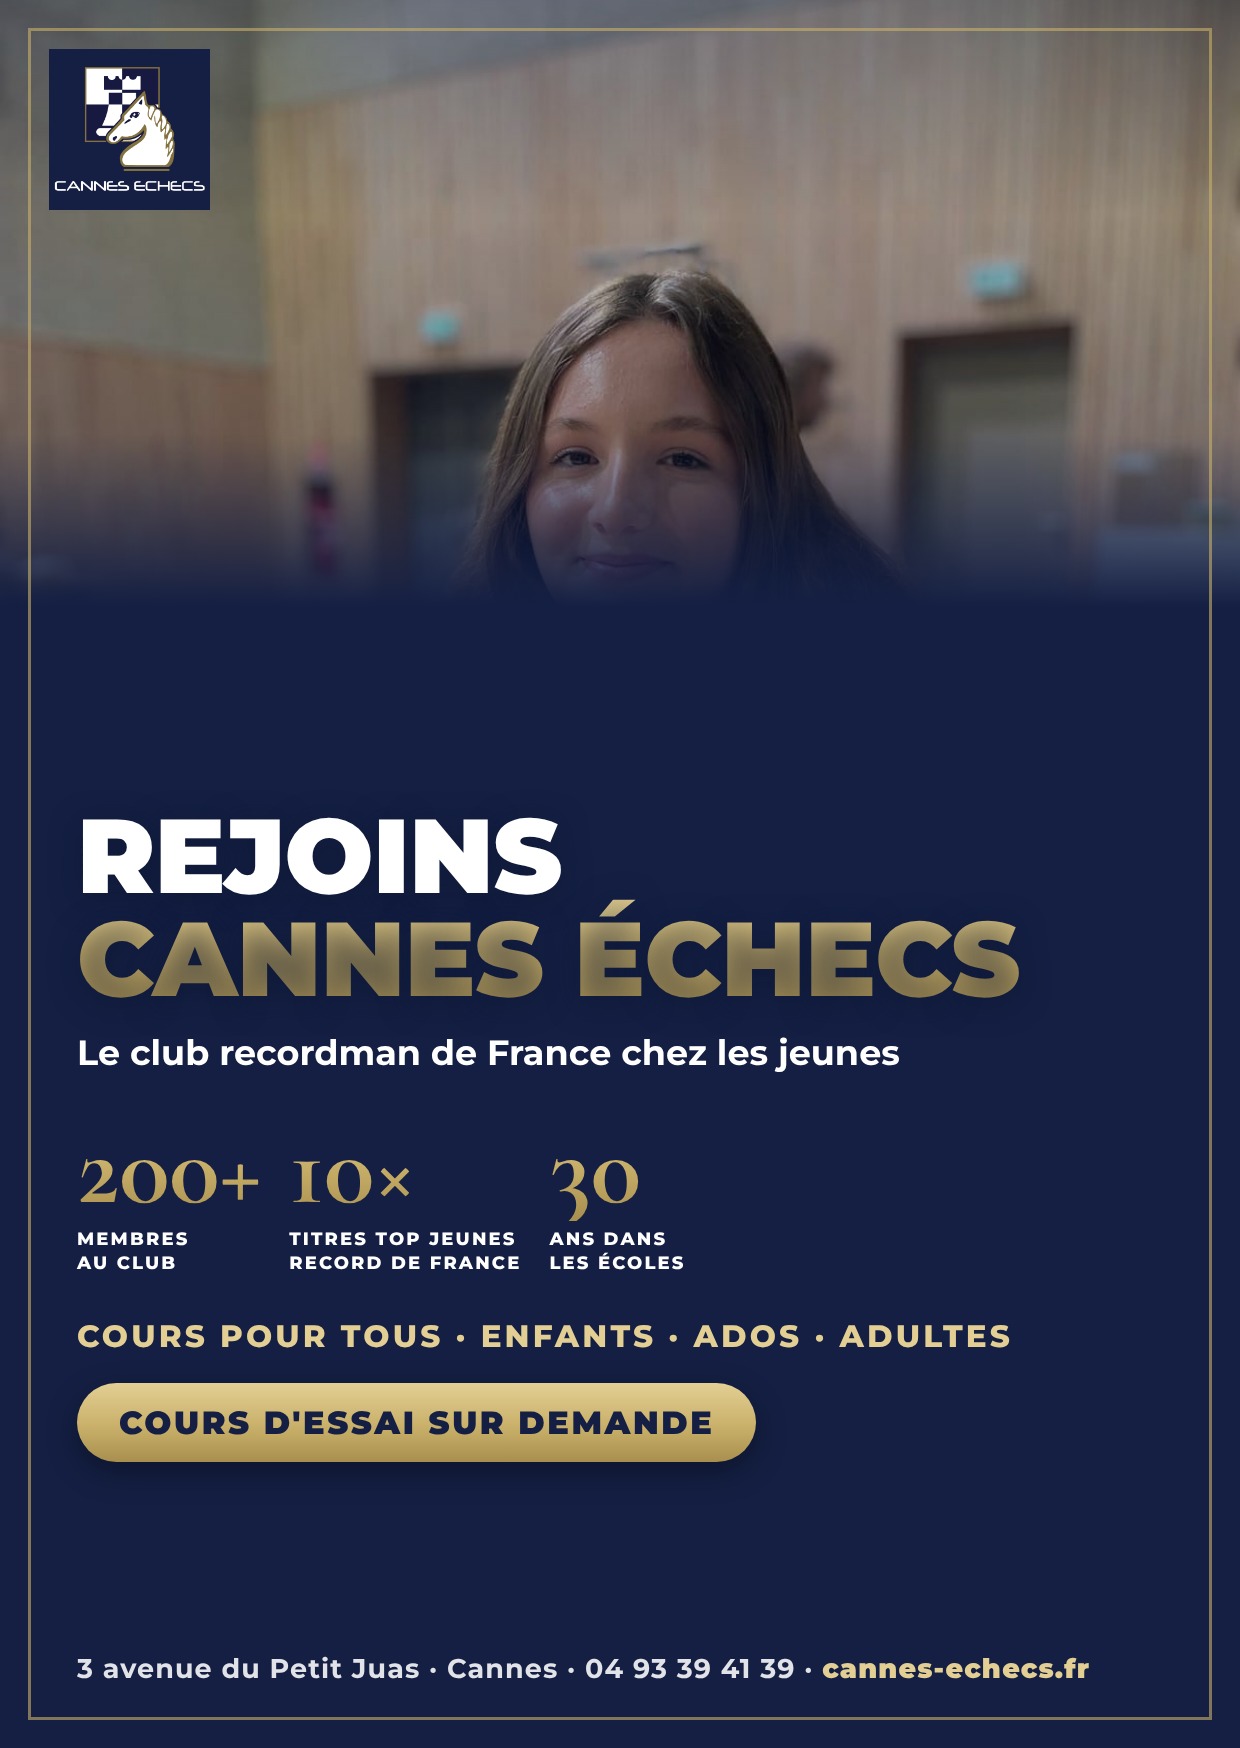 CANNES ECHECS
REJOINS
CANNES ÉCHECS
Le club recordman de France chez les jeunes
200+
MEMBRES
AU CLUB
10×
TITRES TOP JEUNES
RECORD DE FRANCE
30
ANS DANS
LES ÉCOLES
COURS POUR TOUS · ENFANTS · ADOS · ADULTES
COURS D'ESSAI SUR DEMANDE
3 avenue du Petit Juas · Cannes · 04 93 39 41 39 · cannes-echecs.fr